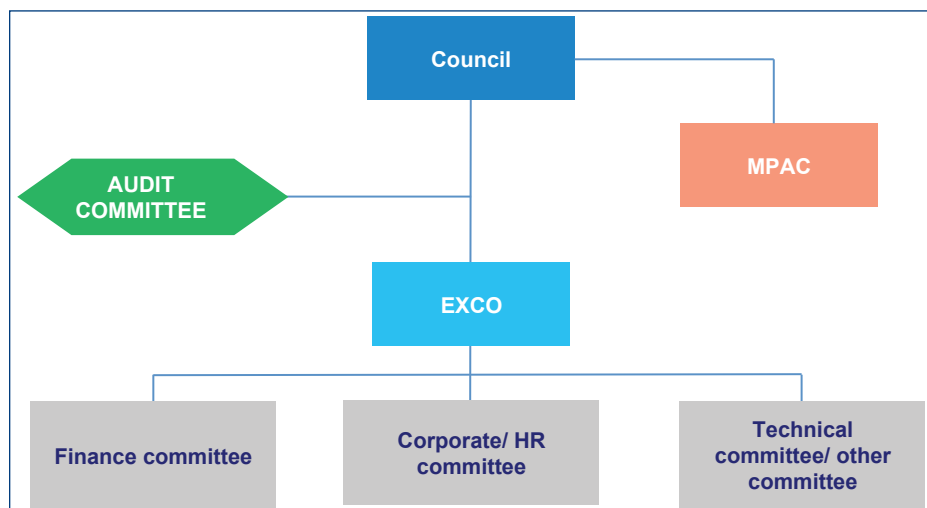 Council
MPAC
AUDIT
COMMITTEE
EXCO
Finance committee
Corporate/ HR
committee
Technical
committee/ other
committee